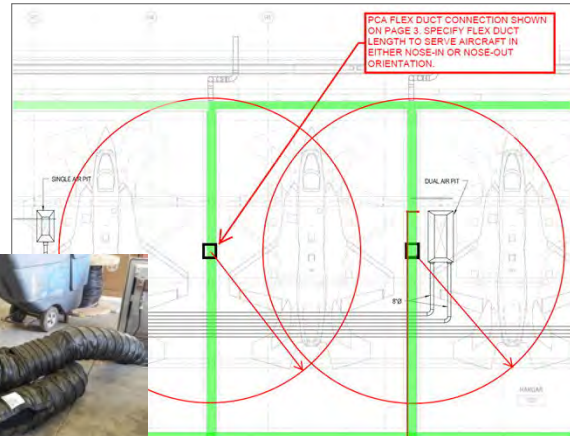 PCA FLEX DUCT CONNECTION SHOWN
ON PAGE 3. SPECIFY FLEX DUCT
LENGTH TO SERVE AIRCRAFT IN
EITHER NOSE-IN OR NOSE-OUT
ORIENTATION.
SINGLE AIR PIT
DUAL AIR PIT
8"Ø
HANGAR